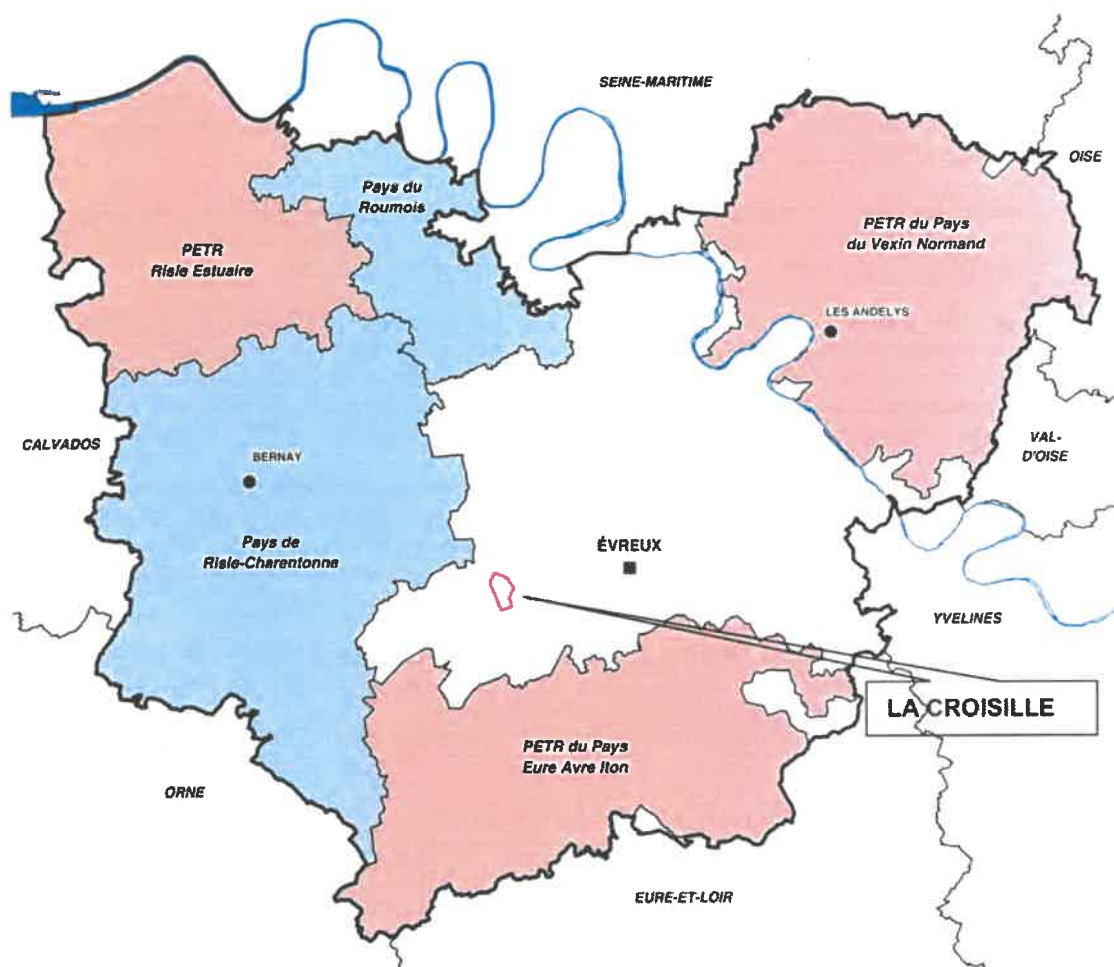 SEINE-MARITIME
OISE
Pays du
Roumois
PETR du Pays
du Vexin Normand
PETR
Risle Estuaire
LES ANDELYS
CALVADOS
VAL-
D'OISE
BERNAY
Pays de
Risle-Charentonne
ÉVREUX
YVELINES
LA CROISILLE
PETR du Pays
Eure Avre Iton
ORNE
EURE-ET-LOIR